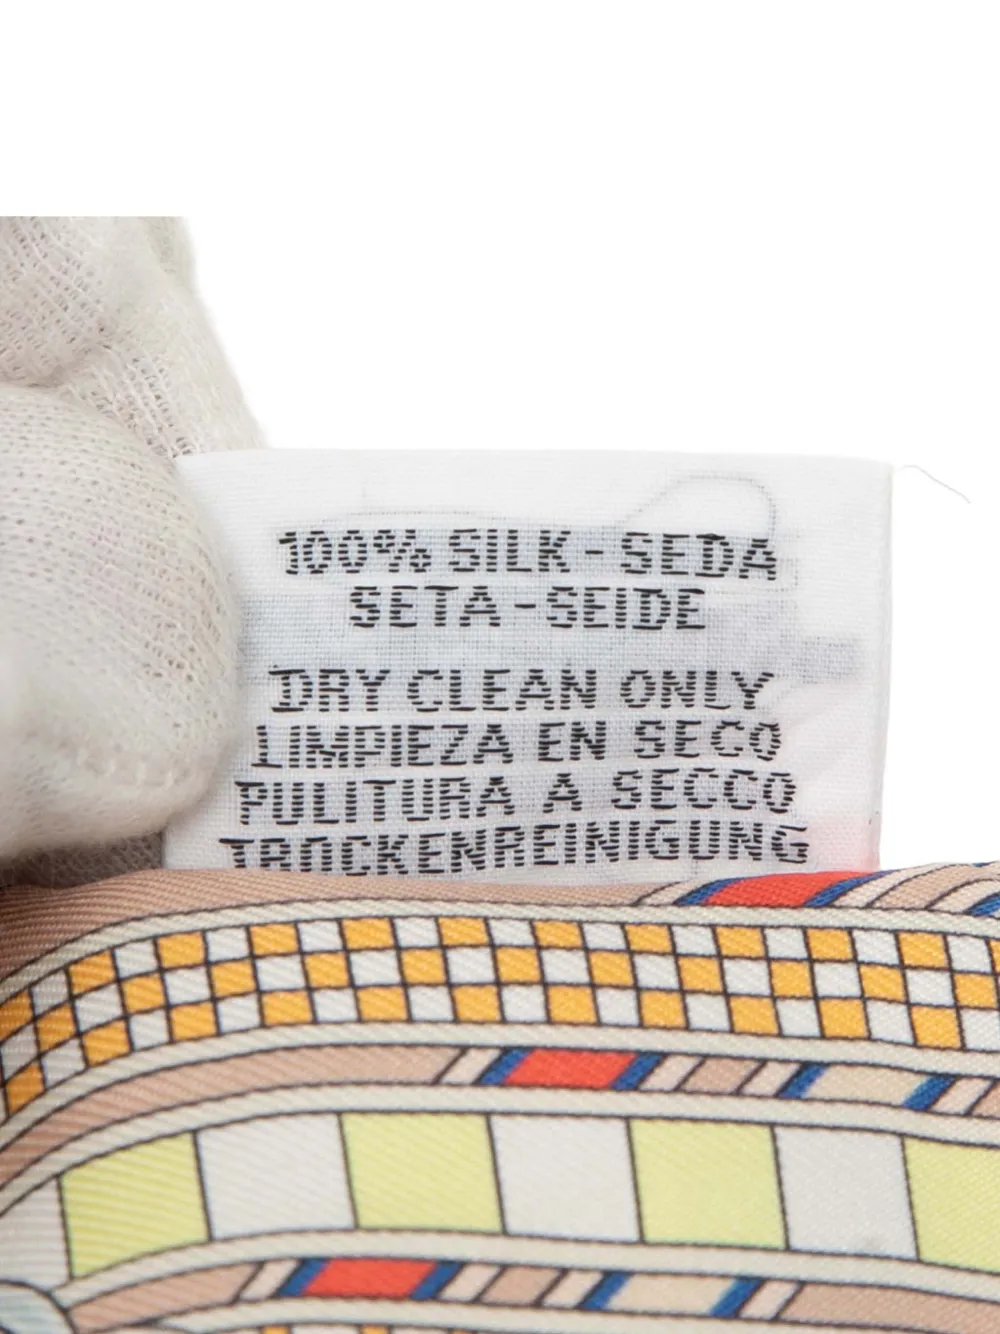 100% SILK - SEDA
SETA - SEIDE
DRY CLEAN ONLY
LIMPIEZA EN SECO
PULITURA A SECCO
TROCKENREINIGUNG